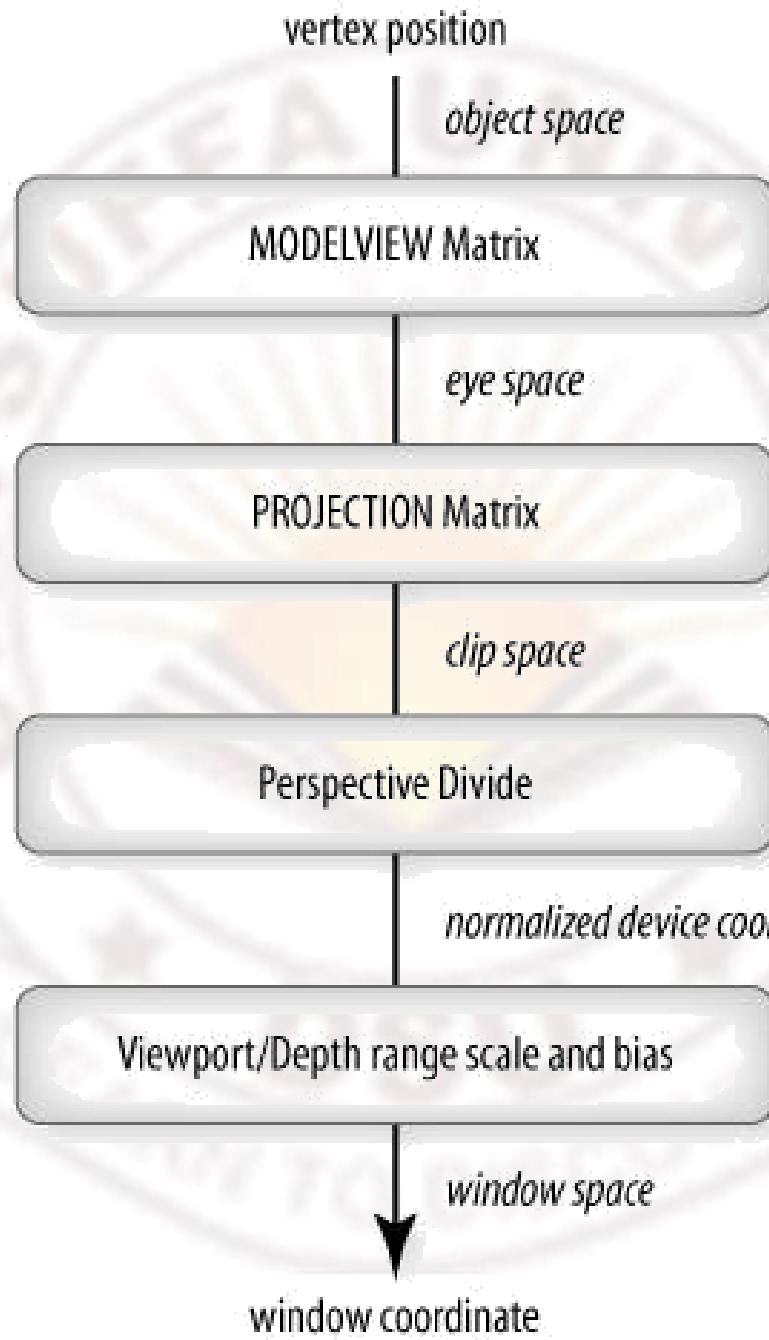 vertex position
object space
MODELVIEW Matrix
eye space
PROJECTION Matrix
clip space
Perspective Divide
normalized device coor
Viewport/Depth range scale and bias
window space
window coordinate